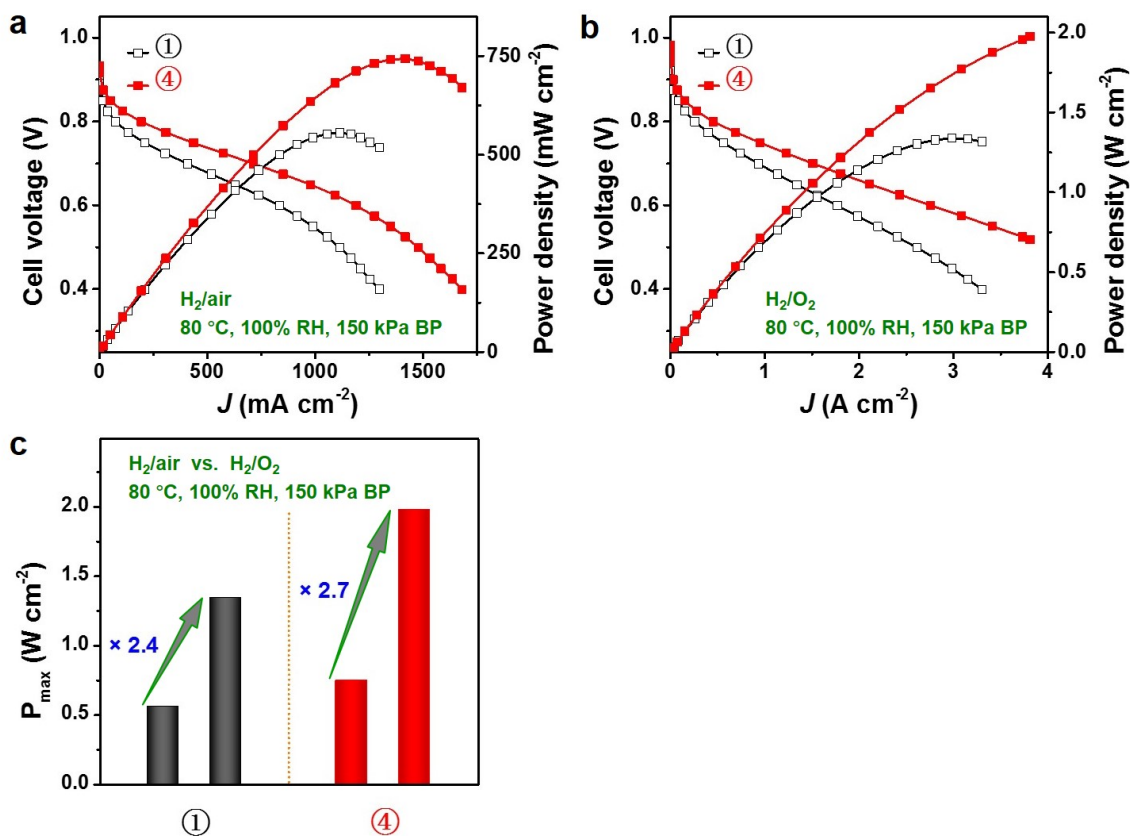 a
①
④
H₂/air
80 °C, 100% RH, 150 kPa BP
Cell voltage (V)
1.0
0.8
0.6
0.4
0
500
1000
1500
J (mA cm⁻²)
750
500
250
0
Power density (mW cm⁻²)
b
①
④
H₂/O₂
80 °C, 100% RH, 150 kPa BP
Cell voltage (V)
1.0
0.8
0.6
0.4
0
1
2
3
4
J (A cm⁻²)
2.0
1.5
1.0
0.5
0.0
Power density (W cm⁻²)
c
H₂/air vs. H₂/O₂
80 °C, 100% RH, 150 kPa BP
× 2.4
× 2.7
Pmax (W cm⁻²)
2.0
1.5
1.0
0.5
0.0
①
④